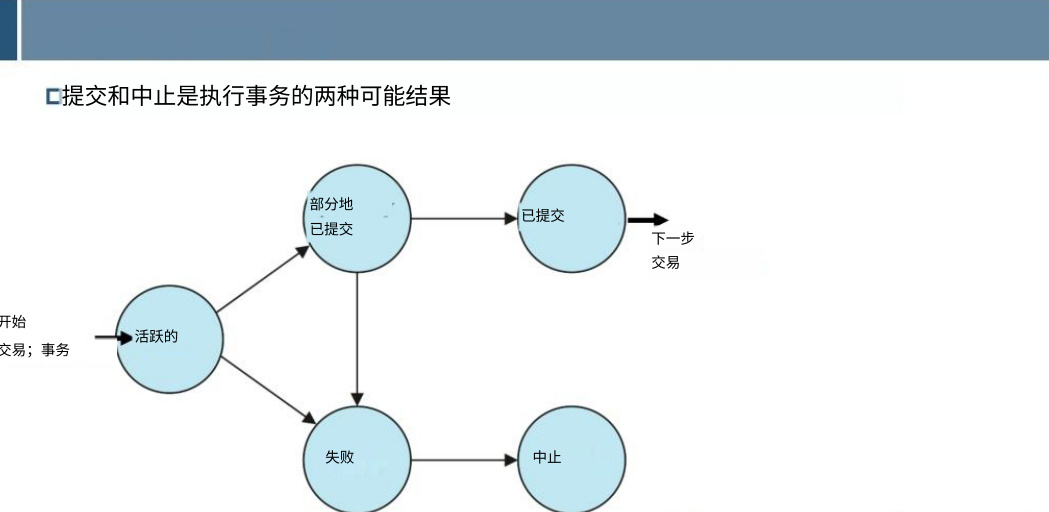 提交和中止是执行事务的两种可能结果
部分地
已提交
已提交
下一步
交易
开始
交易；事务
活跃的
失败
中止